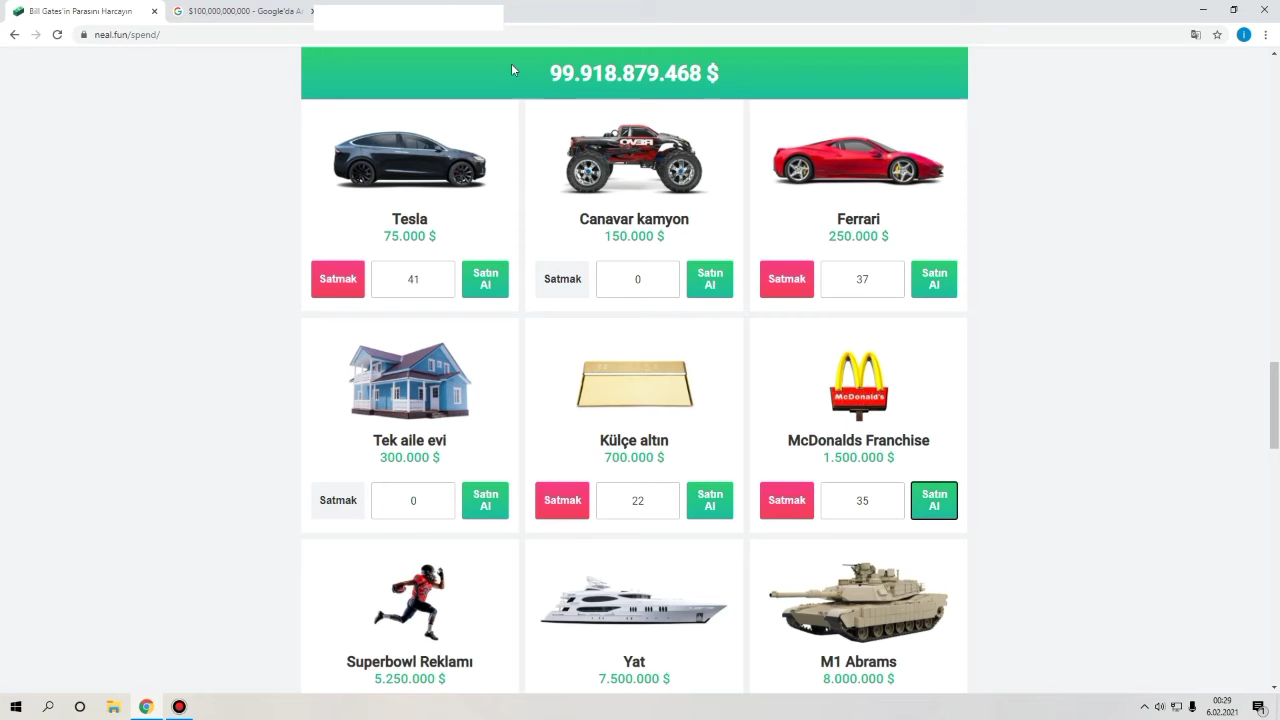 Bill Gates'in Parasını Harcayın
$100,000,000,000 - Google'da A
neal.fun/spend/
99.918.879.468 $
Tesla
75.000 $
Satmak 41 Satın Al
Canavar kamyon
150.000 $
Satmak 0 Satın Al
Ferrari
250.000 $
Satmak 37 Satın Al
Tek aile evi
300.000 $
Satmak 0 Satın Al
Külçe altın
700.000 $
Satmak 22 Satın Al
McDonald's
McDonalds Franchise
1.500.000 $
Satmak 35 Satın Al
Superbowl Reklamı
5.250.000 $
Yat
7.500.000 $
M1 Abrams
8.000.000 $
00:29
6.02.2021